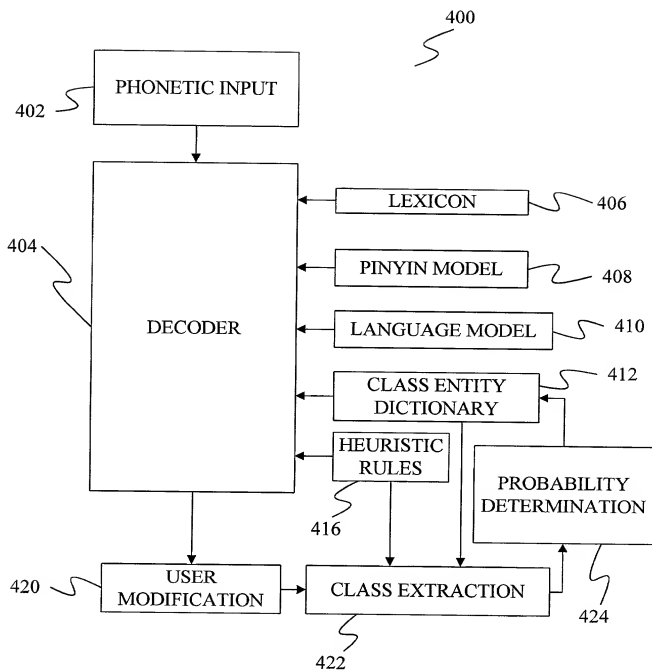 400
PHONETIC INPUT
402
LEXICON
406
404
PINYIN MODEL
408
DECODER
LANGUAGE MODEL
410
412
CLASS ENTITY
DICTIONARY
HEURISTIC
RULES
416
PROBABILITY
DETERMINATION
424
420
USER
MODIFICATION
CLASS EXTRACTION
422